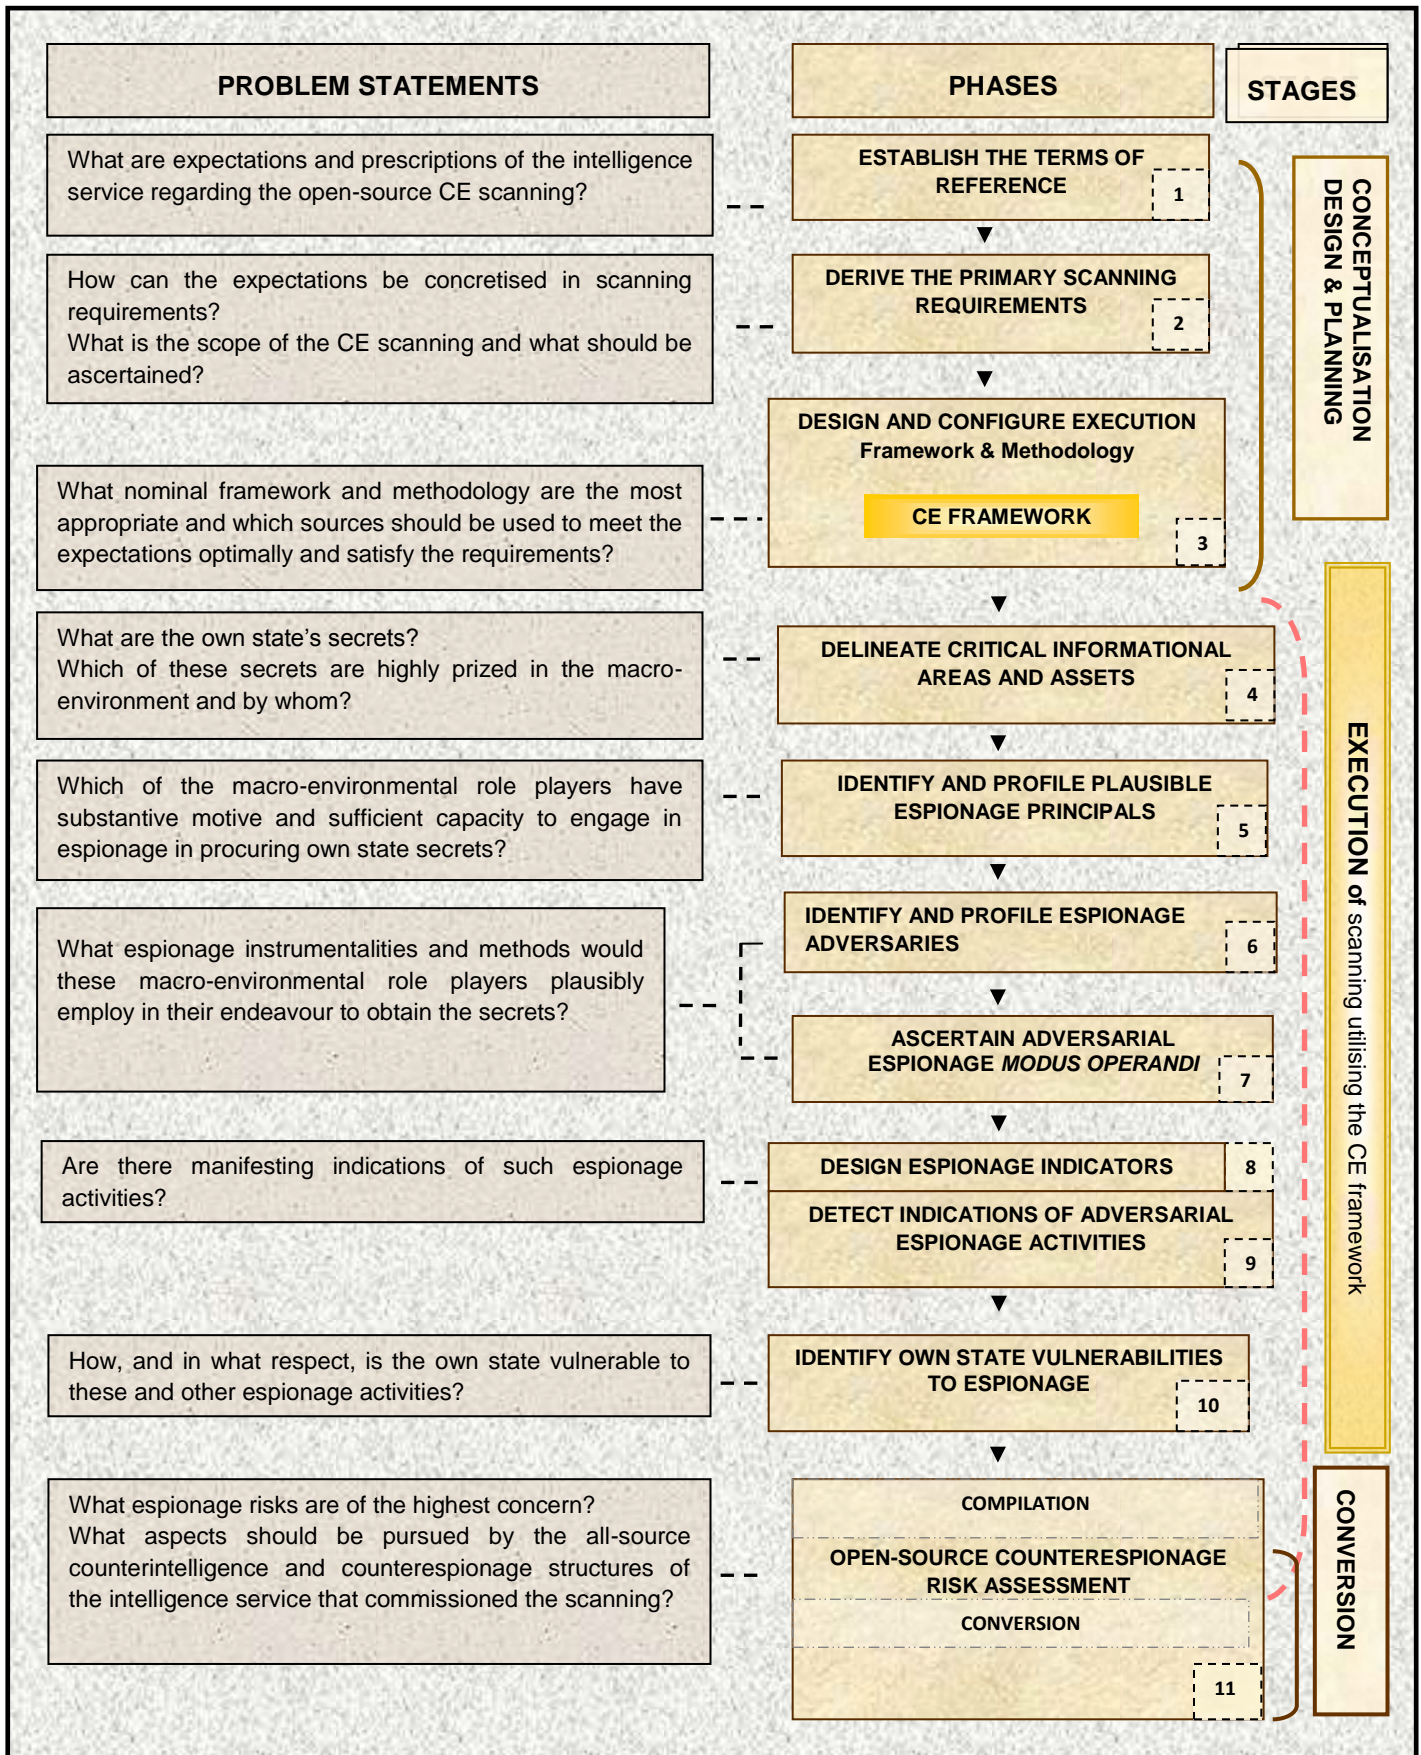 PROBLEM STATEMENTS
PHASES
STAGES
What are expectations and prescriptions of the intelligence
service regarding the open-source CE scanning?
ESTABLISH THE TERMS OF
REFERENCE
1
How can the expectations be concretised in scanning
requirements?
What is the scope of the CE scanning and what should be
ascertained?
DERIVE THE PRIMARY SCANNING
REQUIREMENTS
2
What nominal framework and methodology are the most
appropriate and which sources should be used to meet the
expectations optimally and satisfy the requirements?
DESIGN AND CONFIGURE EXECUTION
Framework & Methodology
CE FRAMEWORK
3
CONCEPTUALISATION
DESIGN & PLANNING
What are the own state’s secrets?
Which of these secrets are highly prized in the macro-
environment and by whom?
DELINEATE CRITICAL INFORMATIONAL
AREAS AND ASSETS
4
Which of the macro-environmental role players have
substantive motive and sufficient capacity to engage in
espionage in procuring own state secrets?
IDENTIFY AND PROFILE PLAUSIBLE
ESPIONAGE PRINCIPALS
5
What espionage instrumentalities and methods would
these macro-environmental role players plausibly
employ in their endeavour to obtain the secrets?
IDENTIFY AND PROFILE ESPIONAGE
ADVERSARIES
6
ASCERTAIN ADVERSARIAL
ESPIONAGE MODUS OPERANDI
7
Are there manifesting indications of such espionage
activities?
DESIGN ESPIONAGE INDICATORS
8
DETECT INDICATIONS OF ADVERSARIAL
ESPIONAGE ACTIVITIES
9
How, and in what respect, is the own state vulnerable to
these and other espionage activities?
IDENTIFY OWN STATE VULNERABILITIES
TO ESPIONAGE
10
EXECUTION of scanning utilising the CE framework
What espionage risks are of the highest concern?
What aspects should be pursued by the all-source
counterintelligence and counterespionage structures of
the intelligence service that commissioned the scanning?
COMPILATION
OPEN-SOURCE COUNTERESPIONAGE
RISK ASSESSMENT
CONVERSION
11
CONVERSION